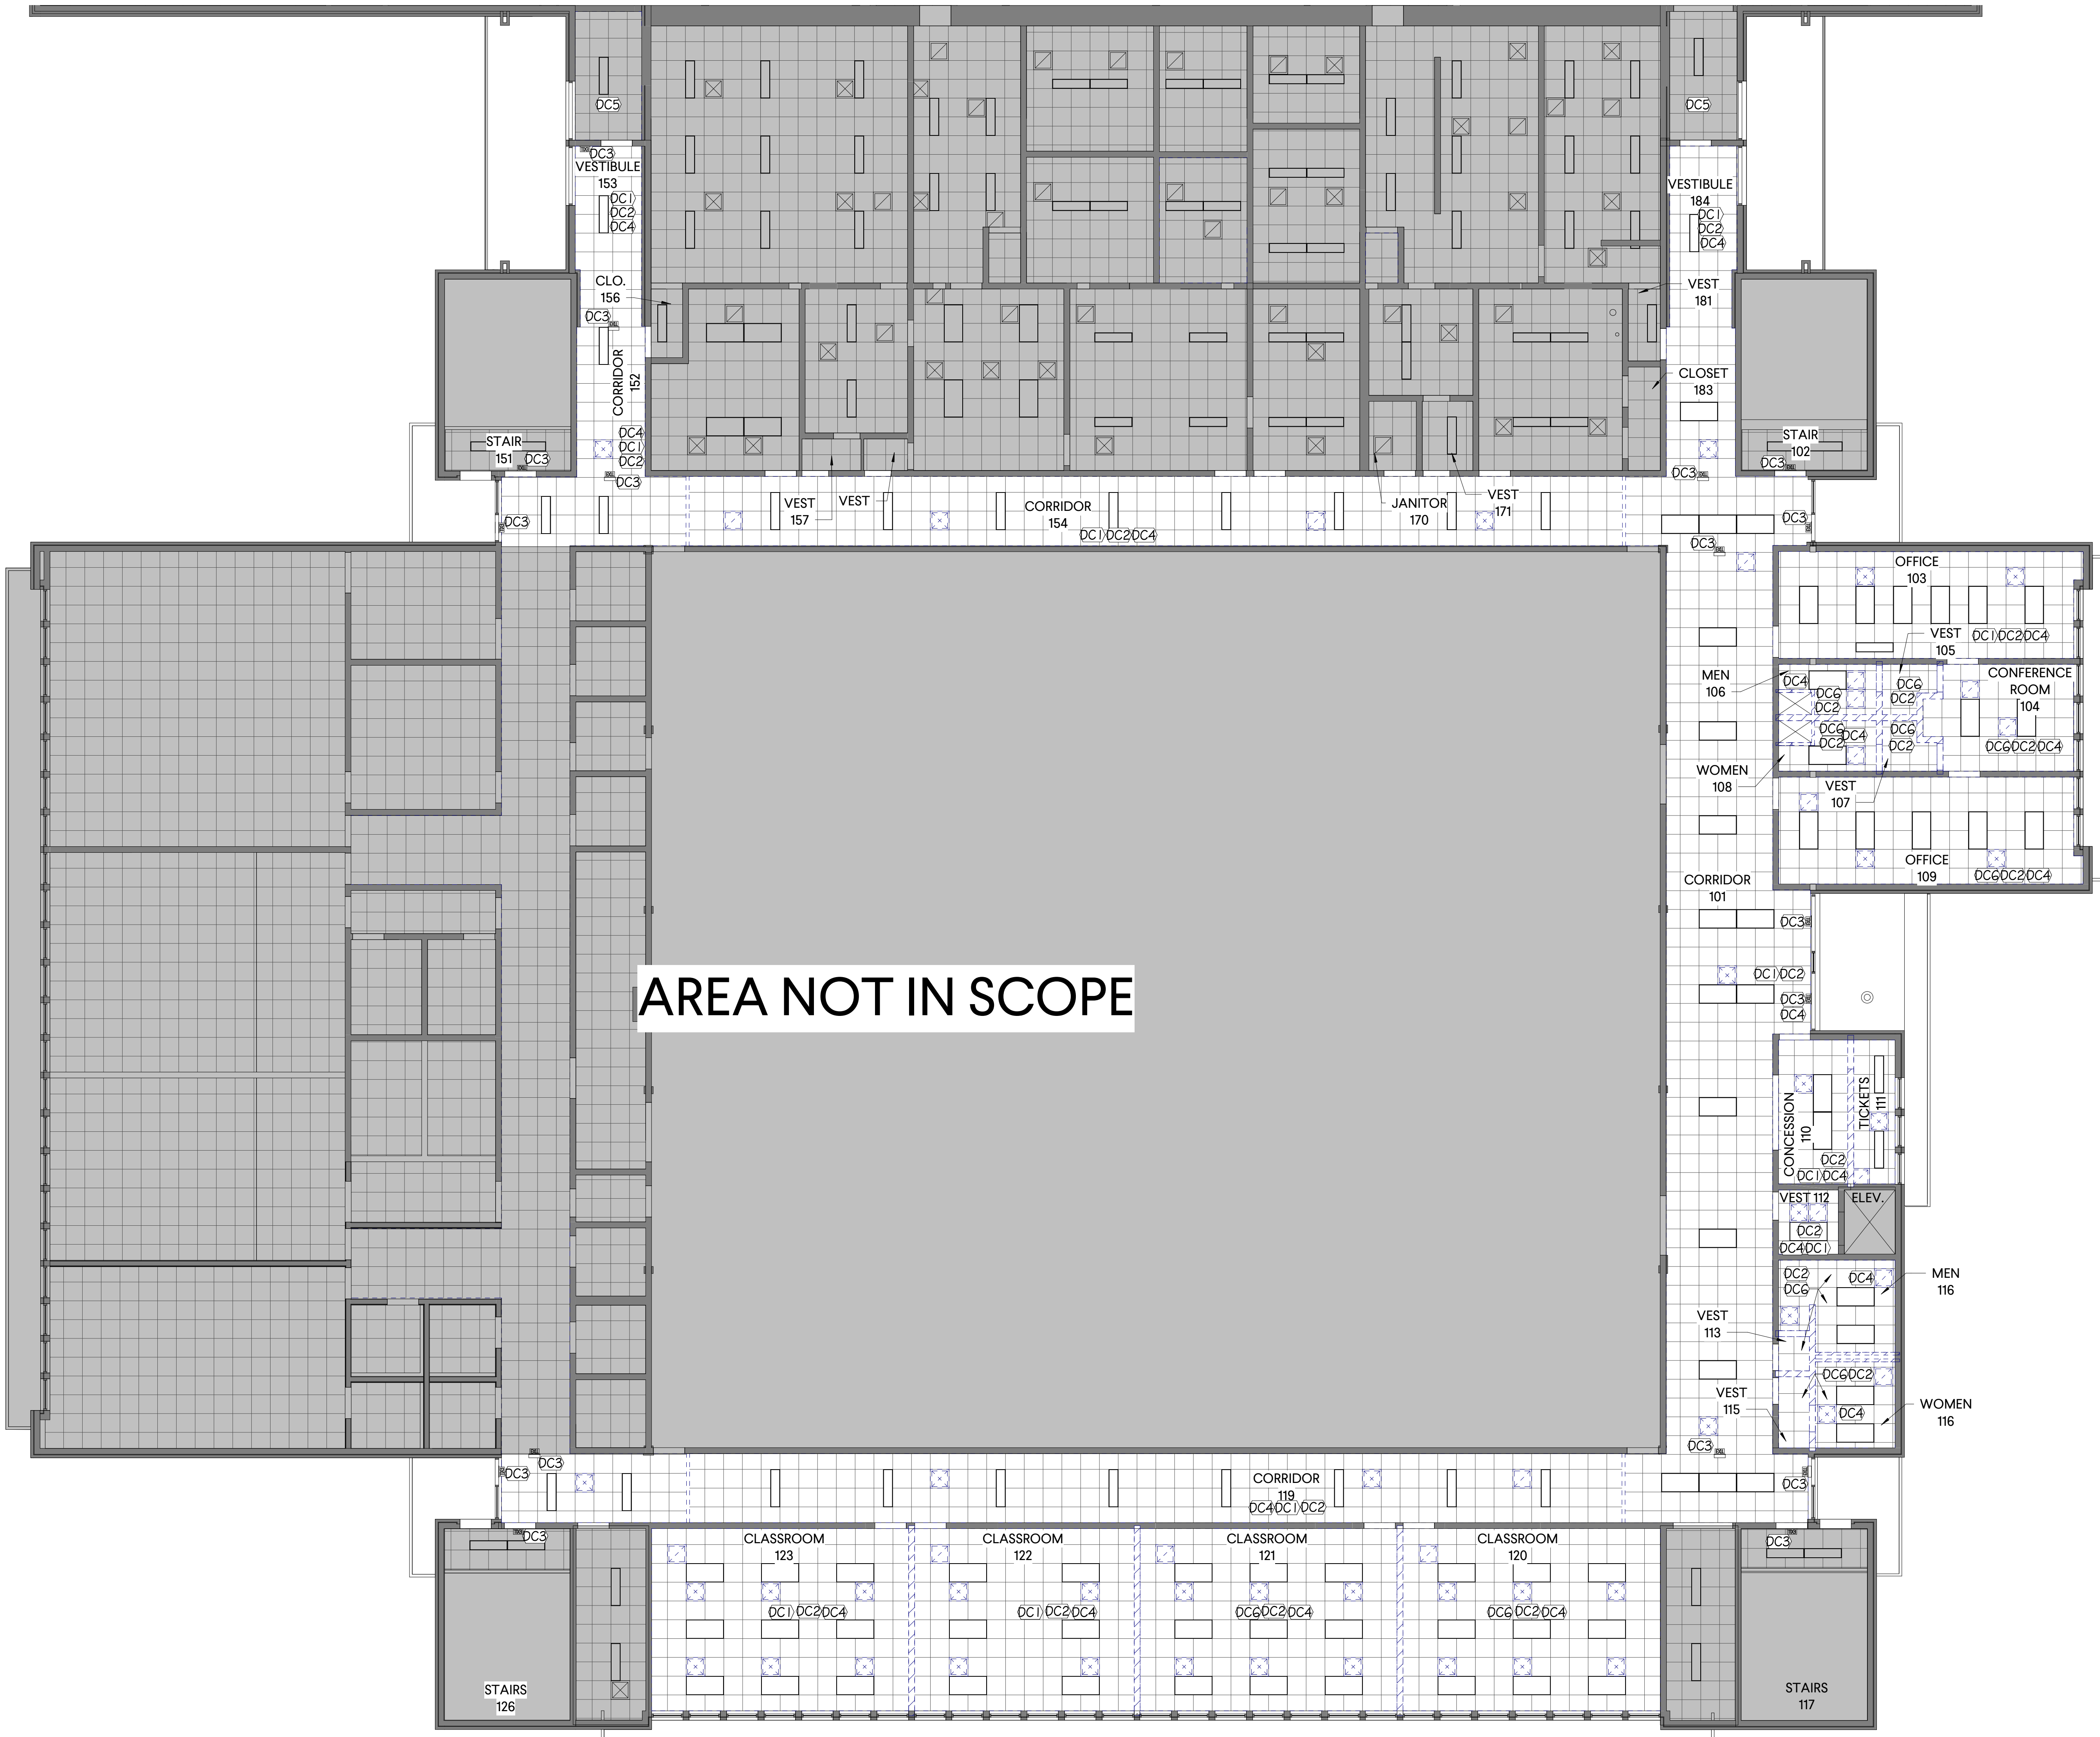 DC5
DC5
DC3
VESTIBULE
153
DC1
DC2
DC4
VESTIBULE
184
DC1
DC2
DC4
CLO.
156
DC3
VEST
181
CORRIDOR
152
CLOSET
183
DC4
DC1
DC2
DC3
STAIR
151
DC3
STAIR
102
DC3
DC3
VEST
157
VEST
CORRIDOR
154
DC1 DC2 DC4
JANITOR
170
VEST
171
DC3
DC3
DC3
OFFICE
103
VEST
105
DC1 DC2 DC4
MEN
106
DC4
DC6
DC2
DC6
DC2
CONFERENCE
ROOM
104
DC6
DC2
DC4
DC6
DC2
DC6 DC2 DC4
WOMEN
108
VEST
107
OFFICE
109
DC6 DC2 DC4
CORRIDOR
101
DC3
DC1 DC2
DC3
DC4
AREA NOT IN SCOPE
CONCESSION
110
TICKETS
111
DC2
DC1 DC4
VEST 112
ELEV.
DC2
DC4 DC1
DC2
DC6
DC4
MEN
116
VEST
113
DC6 DC2
VEST
115
DC4
WOMEN
116
DC3
DC3
DC3
CORRIDOR
119
DC4 DC1 DC2
DC3
DC3
DC3
CLASSROOM
123
CLASSROOM
122
CLASSROOM
121
CLASSROOM
120
DC1 DC2 DC4
DC1 DC2 DC4
DC6 DC2 DC4
DC6 DC2 DC4
STAIRS
126
STAIRS
117